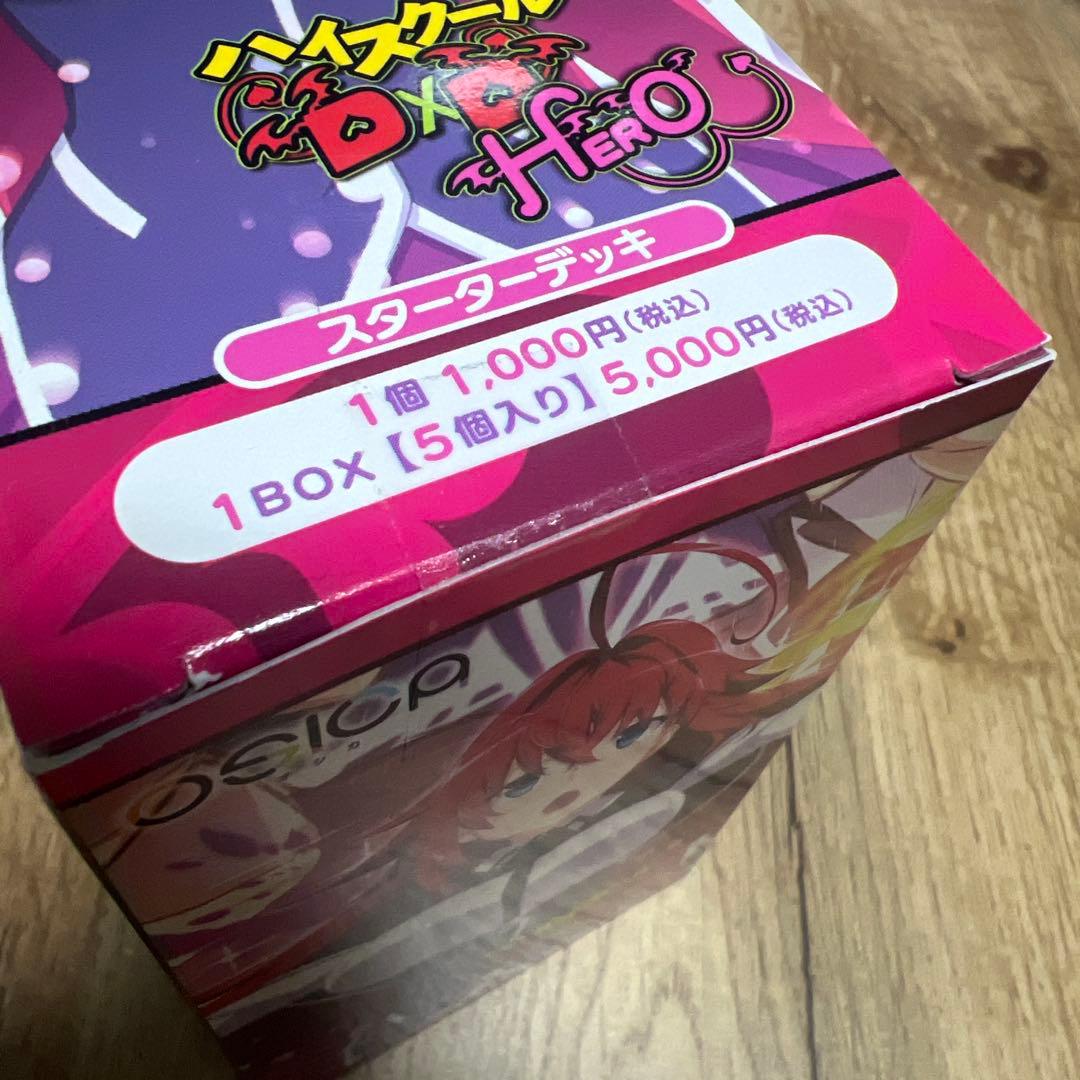 ハイスクール
D×D
HERO
スターターデッキ
1個 1,000円(税込)
1BOX【5個入り】5,000円(税込)
OSICA